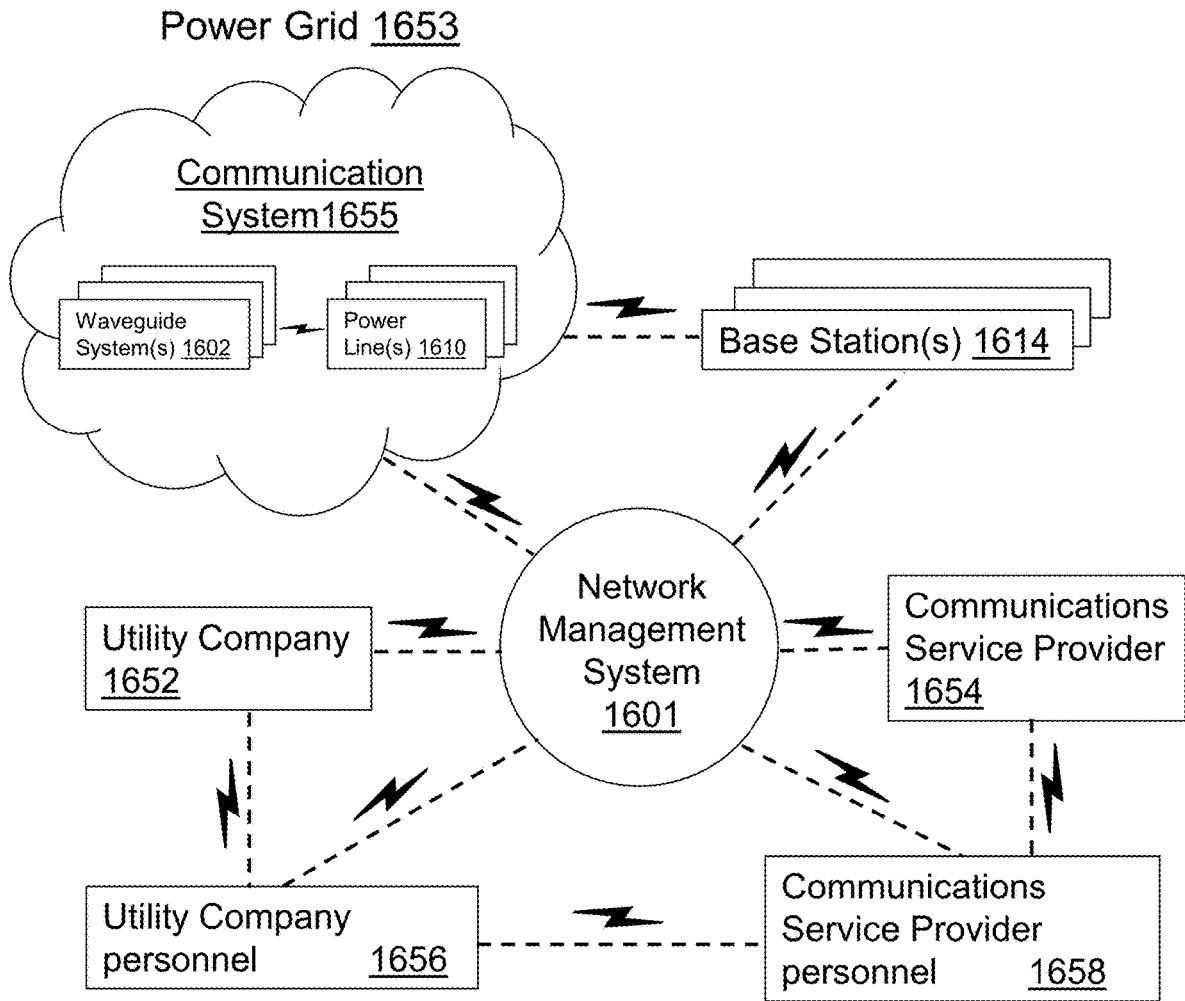 Power Grid 1653
Communication
System1655
Waveguide
System(s) 1602
Power
Line(s) 1610
Base Station(s) 1614
Network
Management
System
1601
Utility Company
1652
Communications
Service Provider
1654
Utility Company
personnel 1656
Communications
Service Provider
personnel 1658